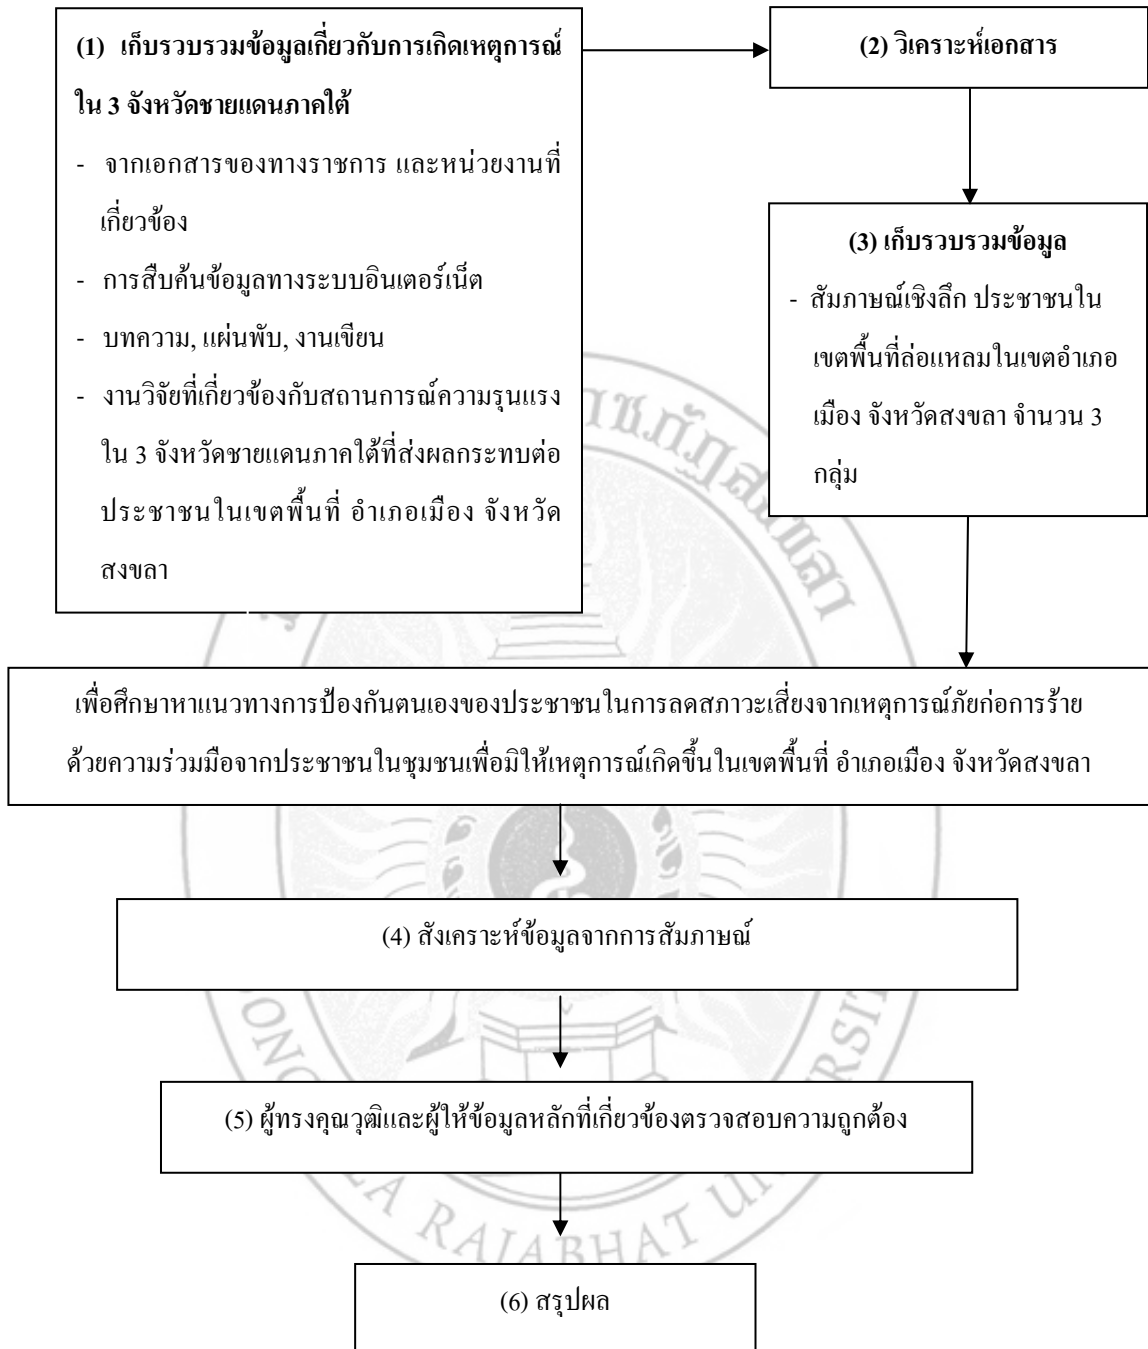 (1) เก็บรวบรวมข้อมูลเกี่ยวกับการเกิดเหตุการณ์
ใน 3 จังหวัดชายแดนภาคใต้
- จากเอกสารของทางราชการ และหน่วยงานที่
เกี่ยวข้อง
- การสืบค้นข้อมูลทางระบบอินเตอร์เน็ต
- บทความ, แผ่นพับ, งานเขียน
- งานวิจัยที่เกี่ยวข้องกับสถานการณ์ความรุนแรง
ใน 3 จังหวัดชายแดนภาคใต้ที่ส่งผลกระทบต่อ
ประชาชนในเขตพื้นที่ อำเภอเมือง จังหวัด
สงขลา
(2) วิเคราะห์เอกสาร
(3) เก็บรวบรวมข้อมูล
- สัมภาษณ์เชิงลึก ประชาชนใน
เขตพื้นที่ล่อแหลมในเขตอำเภอ
เมือง จังหวัดสงขลา จำนวน 3
กลุ่ม
เพื่อศึกษาหาแนวทางการป้องกันตนเองของประชาชนในการลดสภาวะเสี่ยงจากเหตุการณ์ภัยก่อการร้าย
ด้วยความร่วมมือจากประชาชนในชุมชนเพื่อมิให้เหตุการณ์เกิดขึ้นในเขตพื้นที่ อำเภอเมือง จังหวัดสงขลา
(4) สังเคราะห์ข้อมูลจากการสัมภาษณ์
(5) ผู้ทรงคุณวุฒิและผู้ให้ข้อมูลหลักที่เกี่ยวข้องตรวจสอบความถูกต้อง
(6) สรุปผล
RAJABHAT